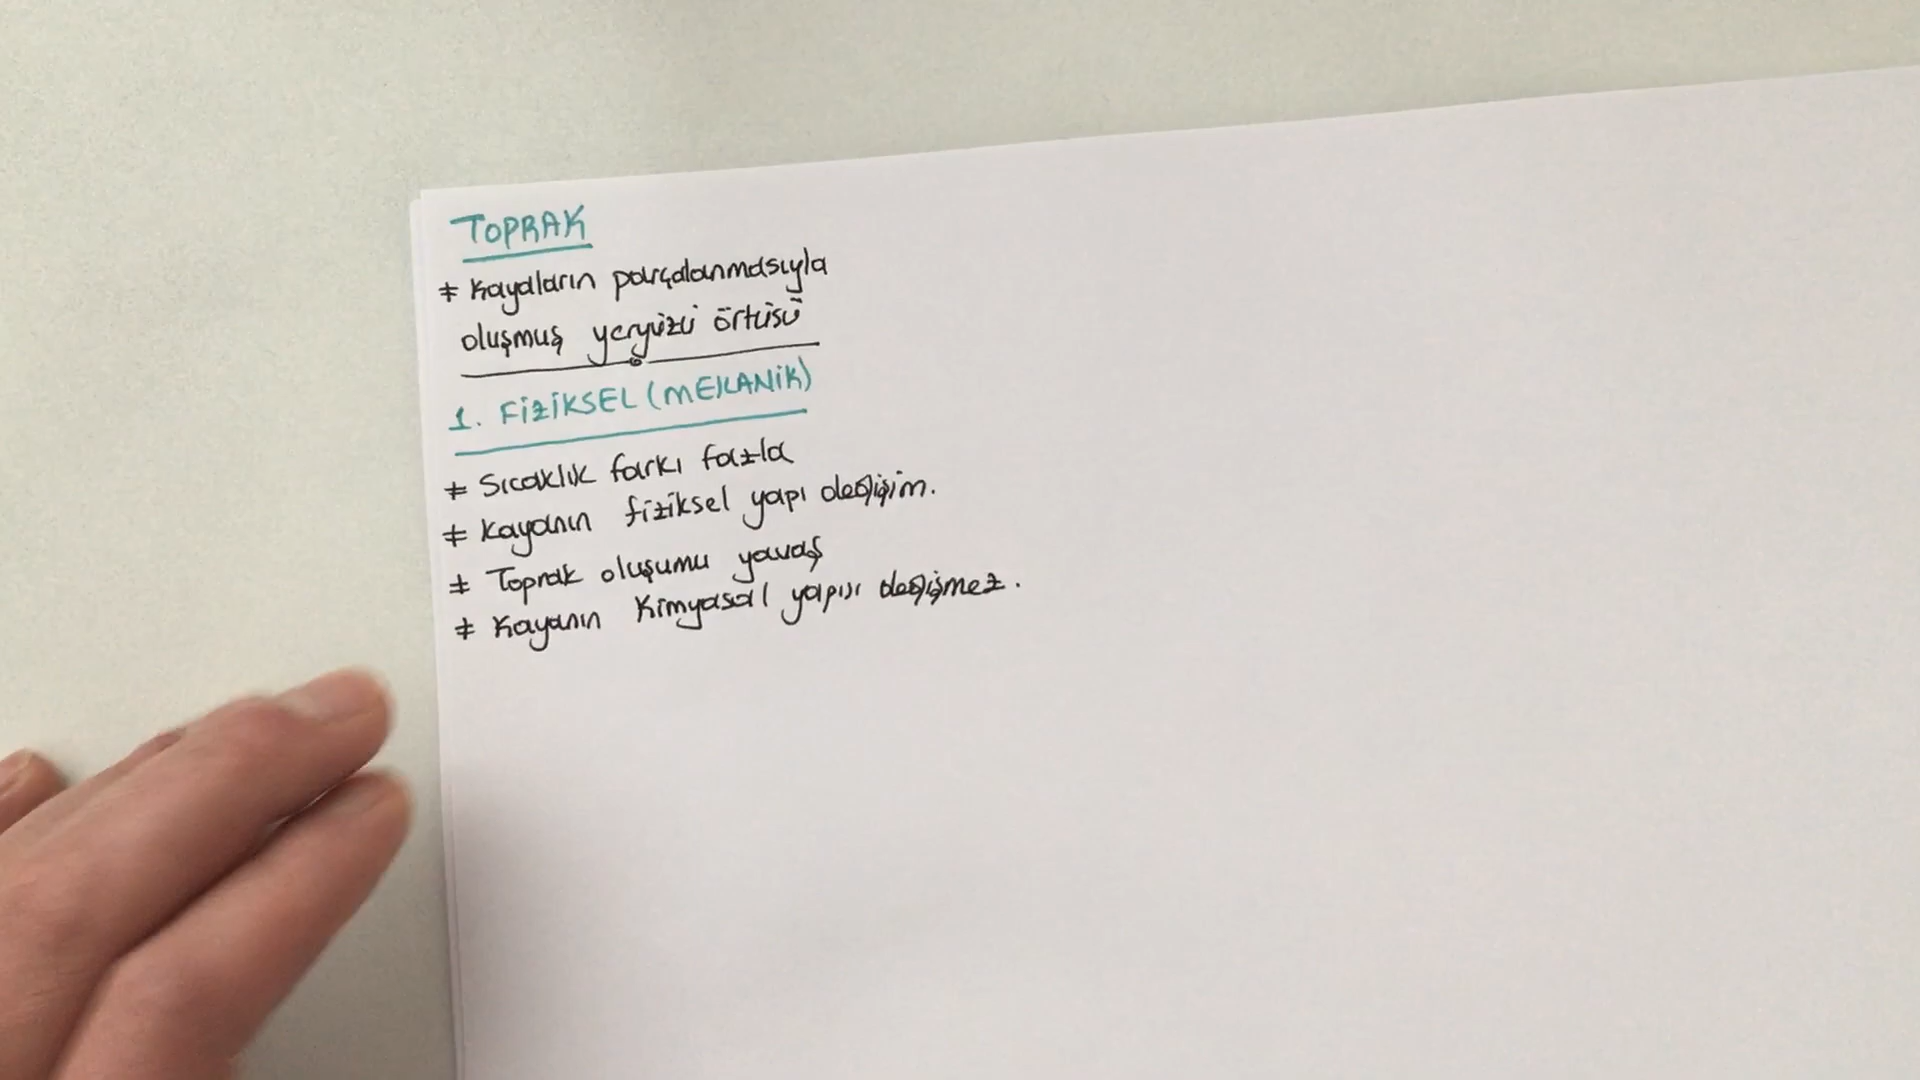 TOPRAK
* Kayaların parçalanmasıyla
oluşmuş yeryüzü örtüsü
1. FİZİKSEL (MEKANİK)
* Sıcaklık farkı fazla
* Kayanın fiziksel yapı değişim.
* Toprak oluşumu yavaş
* Kayanın Kimyasal yapısı değişmez.